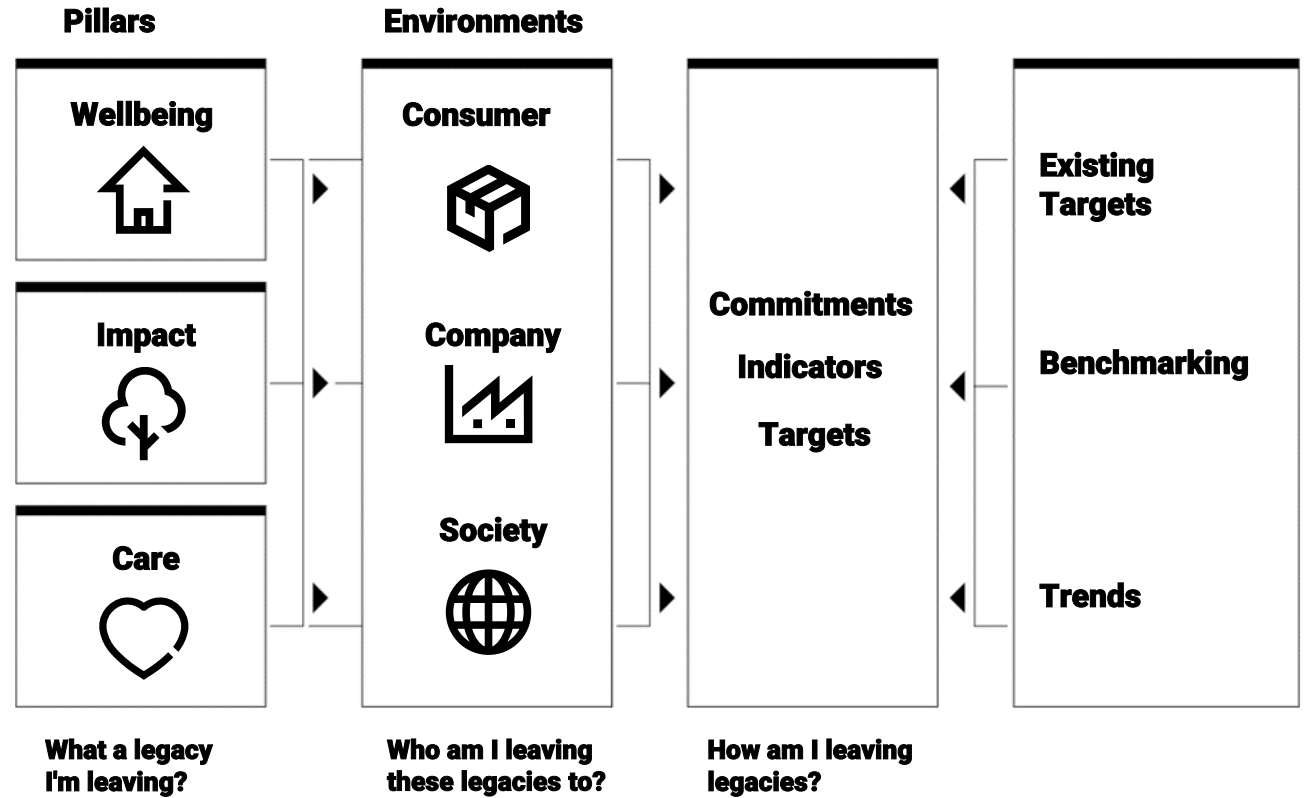 Pillars
Environments
Wellbeing
Impact
Care
Consumer
Company
Society
Commitments
Indicators
Targets
Existing
Targets
Benchmarking
Trends
What a legacy
I'm leaving?
Who am I leaving
these legacies to?
How am I leaving
legacies?